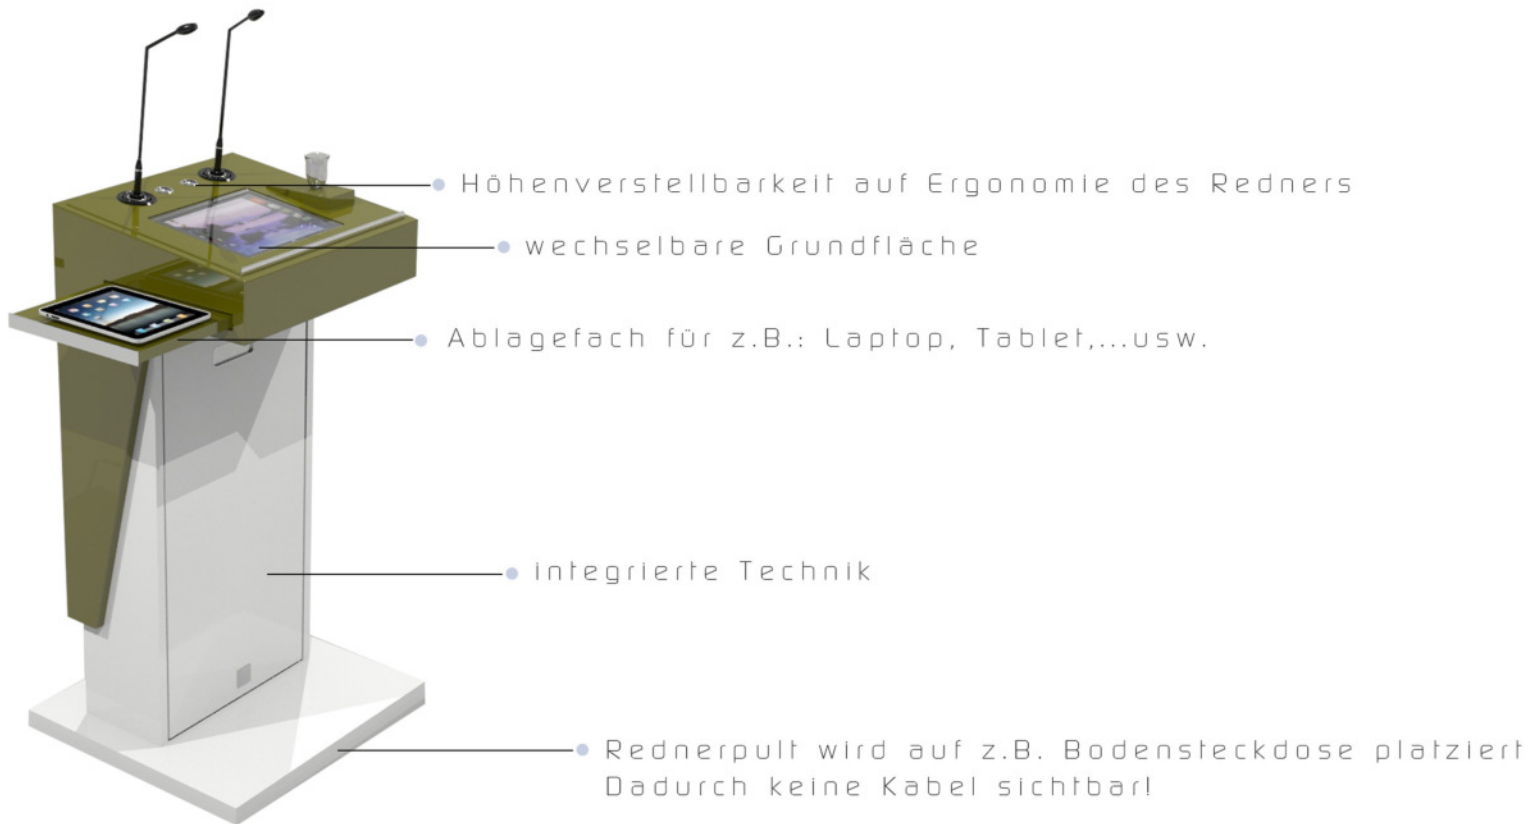 Höhenverstellbarkeit auf Ergonomie des Redners
wechselbare Grundfläche
Ablagefach für z.B.: Laptop, Tablet,...usw.
integrierte Technik
Rednerpult wird auf z.B. Bodensteckdose platziert
Dadurch keine Kabel sichtbar!